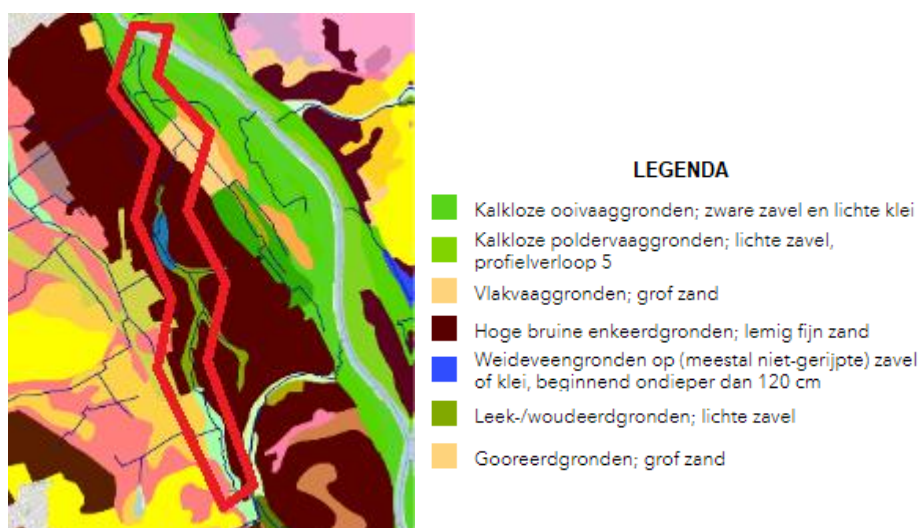 LEGENDA
Kalkloze ooivaaggronden; zware zavel en lichte klei
Kalkloze poldervaaggronden; lichte zavel,
profielverloop 5
Vlakvaaggronden; grof zand
Hoge bruine enkeerdgronden; lemig fijn zand
Weideveengronden op (meestal niet-gerijpte) zavel
of klei, beginnend ondieper dan 120 cm
Leek-/woudeerdgronden; lichte zavel
Gooreerdgronden; grof zand